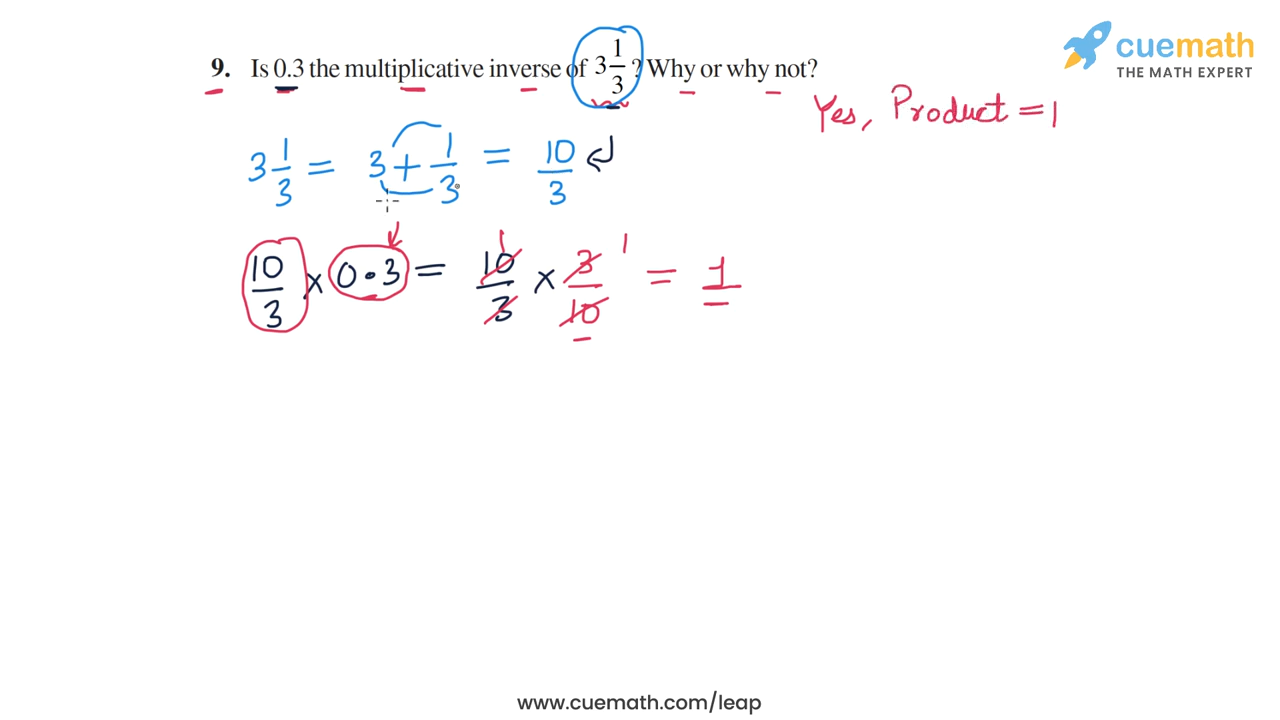 cuemath
THE MATH EXPERT
9. Is 0.3 the multiplicative inverse of 3 1/3 ? Why or why not?
Yes, Product = 1
3 1/3 = 3 + 1/3 = 10/3
10/3 × 0.3 = 10/3 × 3/10 = 1
1 1
www.cuemath.com/leap